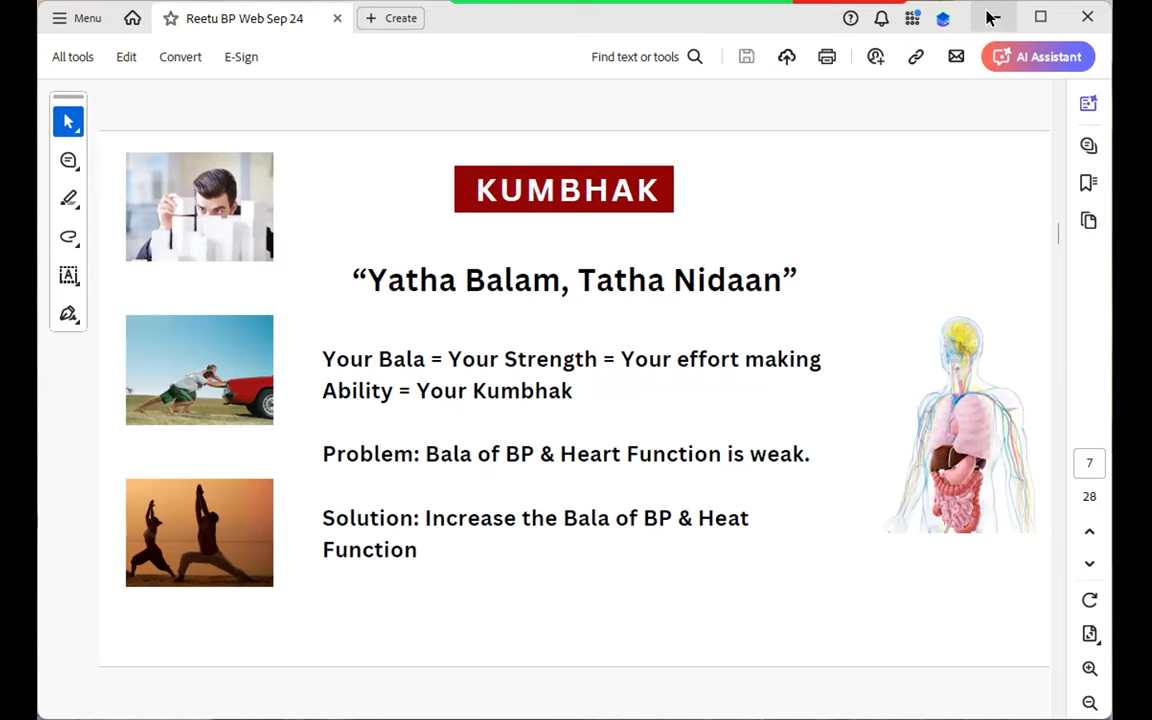 Menu
Reetu BP Web Sep 24
Create
All tools
Edit
Convert
E-Sign
Find text or tools
AI Assistant
KUMBHAK
“Yatha Balam, Tatha Nidaan”
Your Bala = Your Strength = Your effort making
Ability = Your Kumbhak
Problem: Bala of BP & Heart Function is weak.
Solution: Increase the Bala of BP & Heat
Function
7
28